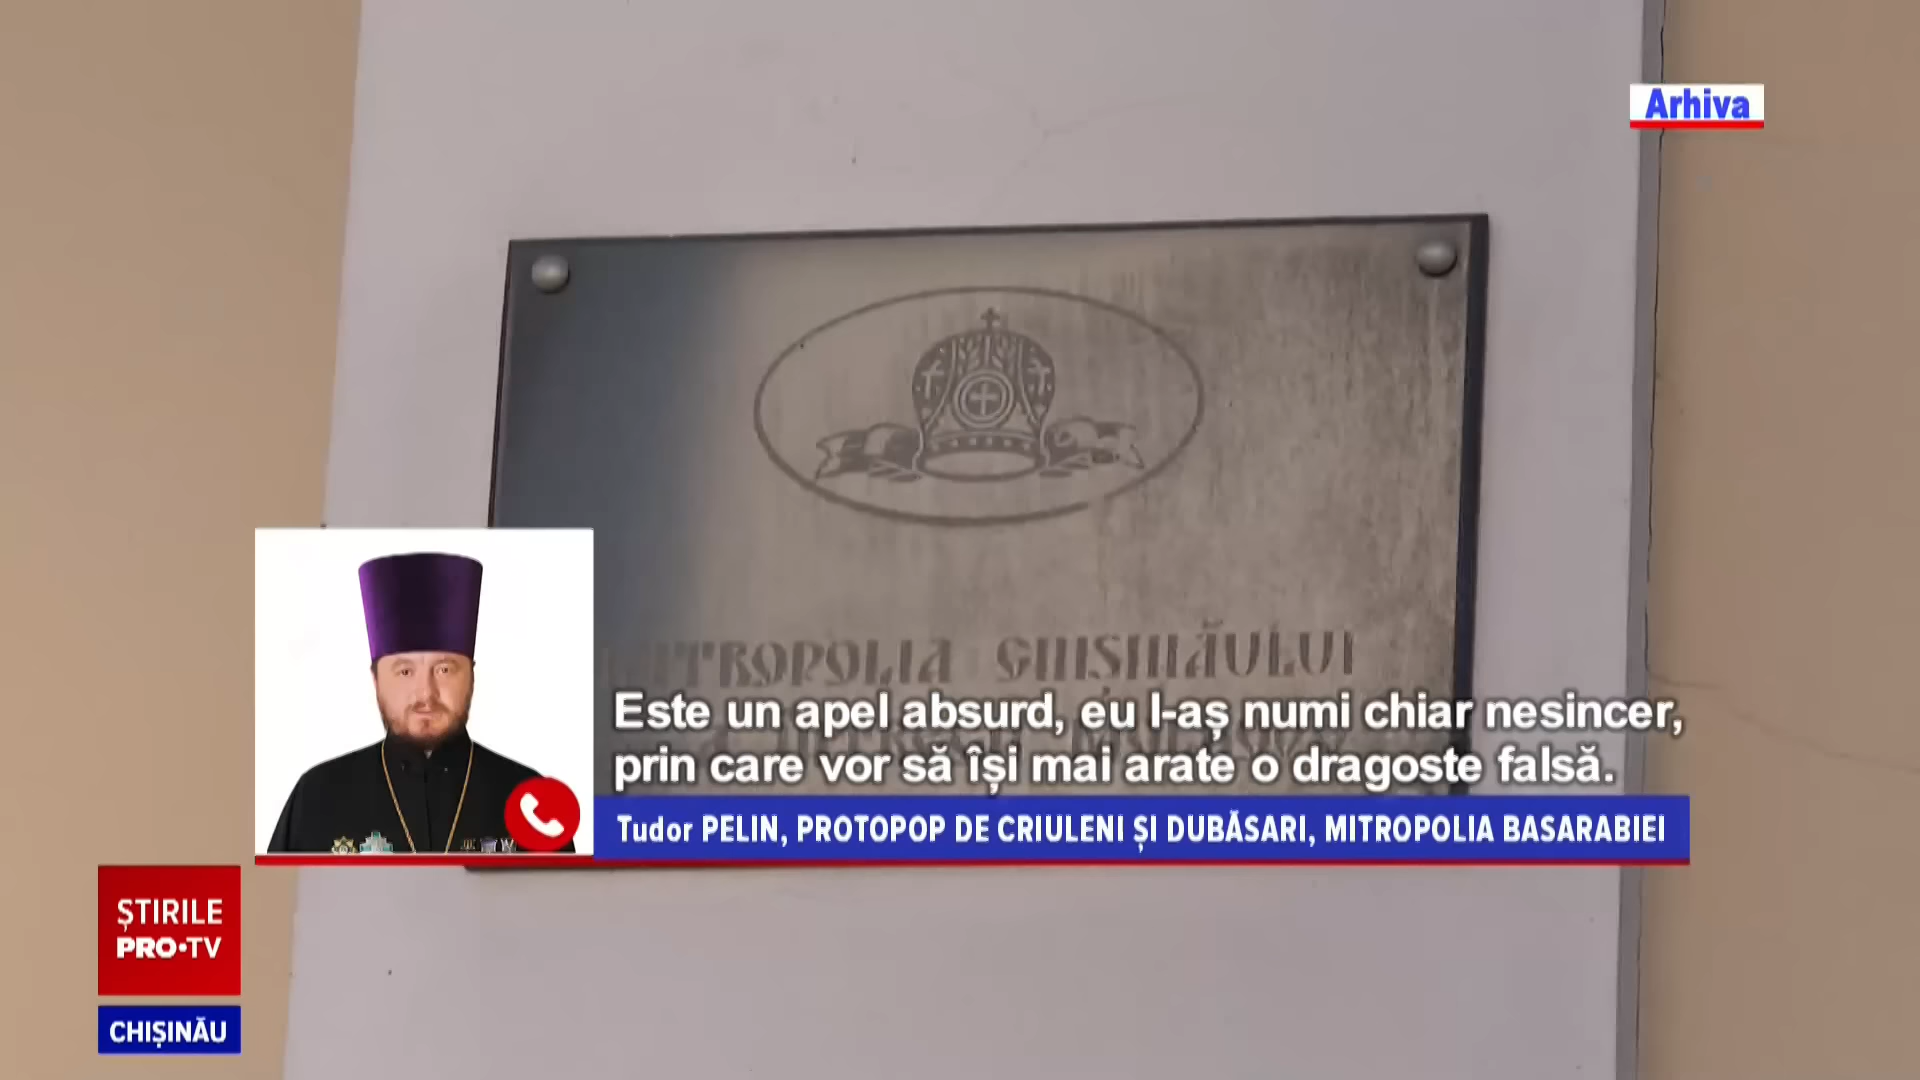 Arhiva
MITROPOLIA CHIȘINĂULUI
Este un apel absurd, eu l-aș numi chiar nesincer,
prin care vor să își mai arate o dragoste falsă.
Tudor PELIN, PROTOPOP DE CRIULENI ȘI DUBĂSARI, MITROPOLIA BASARABIEI
ȘTIRILE
PRO•TV
CHIȘINĂU